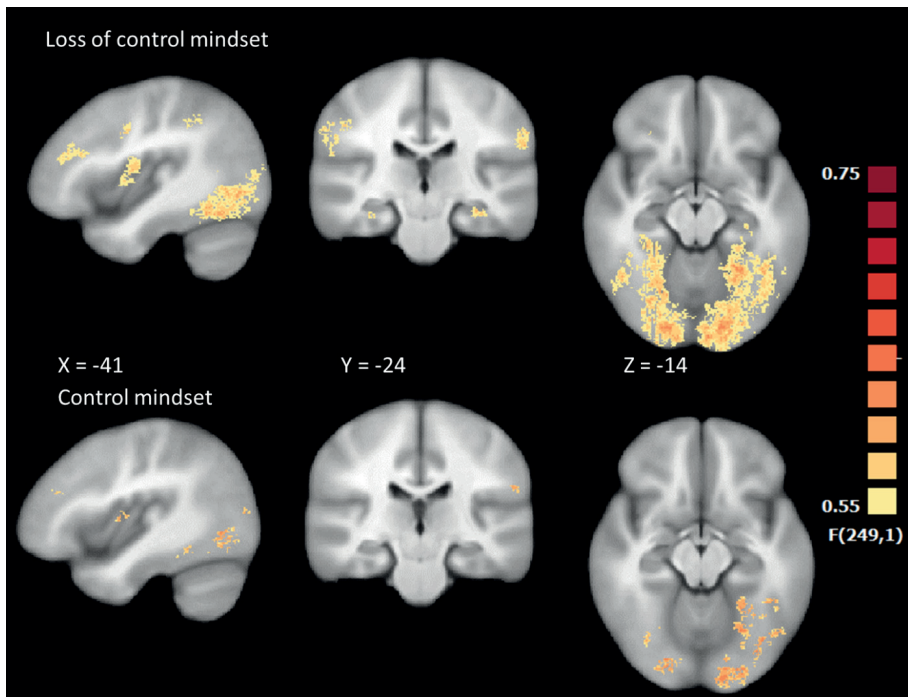 Loss of control mindset
0.75
X = -41
Y = -24
Z = -14
Control mindset
0.55
F(249,1)